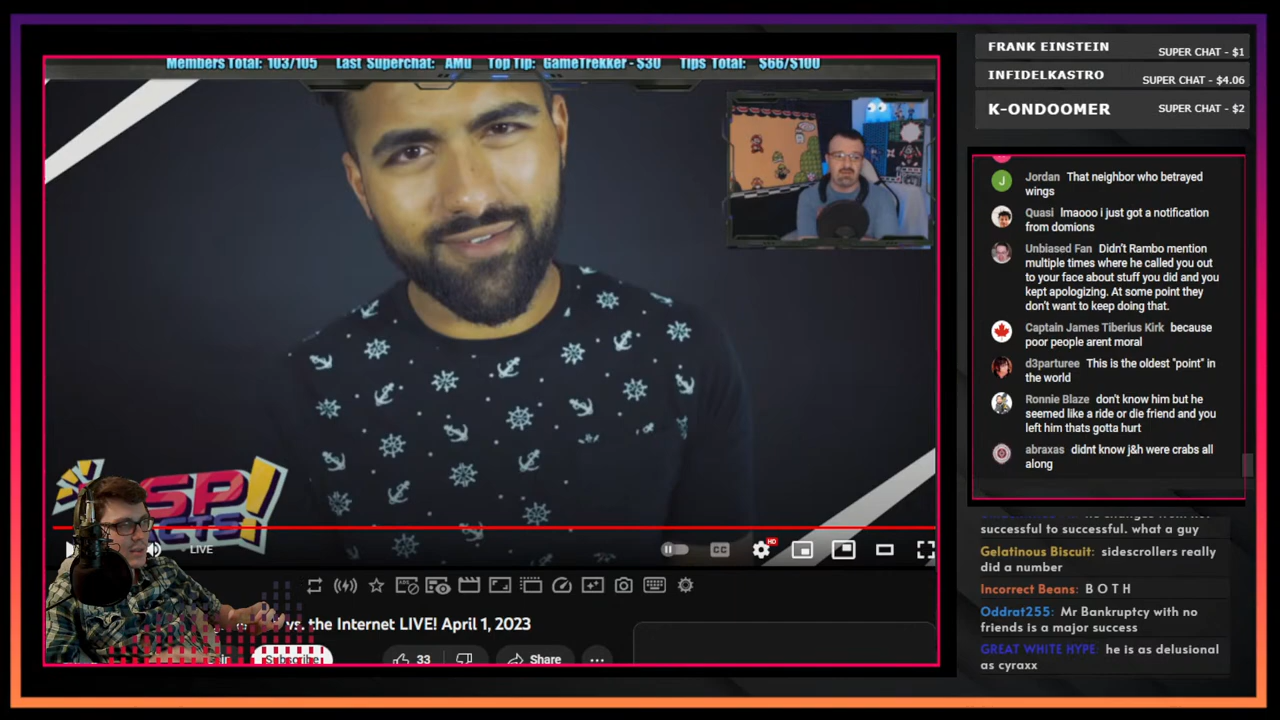 Members Total: 103/105 Last Superchat: AMU Top Tip: GameTrekker - $30 Tips Total: $66/$100
SP
CTS!
LIVE
CC
HD
vs. the Internet LIVE! April 1, 2023
Subscribe
33
Share
FRANK EINSTEIN SUPER CHAT - $1
INFIDELKASTRO SUPER CHAT - $4.06
K-ONDOOMER SUPER CHAT - $2
J
Jordan That neighbor who betrayed
wings
Quasi lmaooo i just got a notification
from domions
Unbiased Fan Didn't Rambo mention
multiple times where he called you out
to your face about stuff you did and you
kept apologizing. At some point they
don't want to keep doing that.
Captain James Tiberius Kirk because
poor people arent moral
d3parturee This is the oldest "point" in
the world
Ronnie Blaze don't know him but he
seemed like a ride or die friend and you
left him thats gotta hurt
abraxas didnt know j&h were crabs all
along
successful to successful. what a guy
Gelatinous Biscuit: sidescrollers really
did a number
Incorrect Beans: B O T H
Oddrat255: Mr Bankruptcy with no
friends is a major success
GREAT WHITE HYPE: he is as delusional
as cyraxx